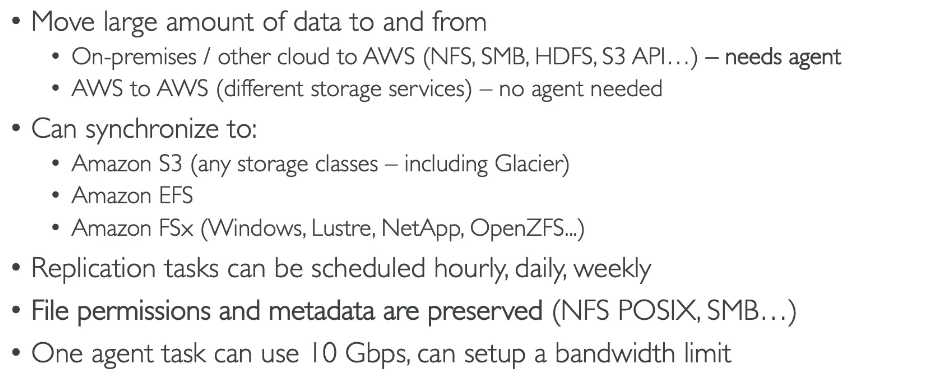 • Move large amount of data to and from
• On-premises / other cloud to AWS (NFS, SMB, HDFS, S3 API…) – needs agent
• AWS to AWS (different storage services) – no agent needed
• Can synchronize to:
• Amazon S3 (any storage classes – including Glacier)
• Amazon EFS
• Amazon FSx (Windows, Lustre, NetApp, OpenZFS...)
• Replication tasks can be scheduled hourly, daily, weekly
• File permissions and metadata are preserved (NFS POSIX, SMB…)
• One agent task can use 10 Gbps, can setup a bandwidth limit